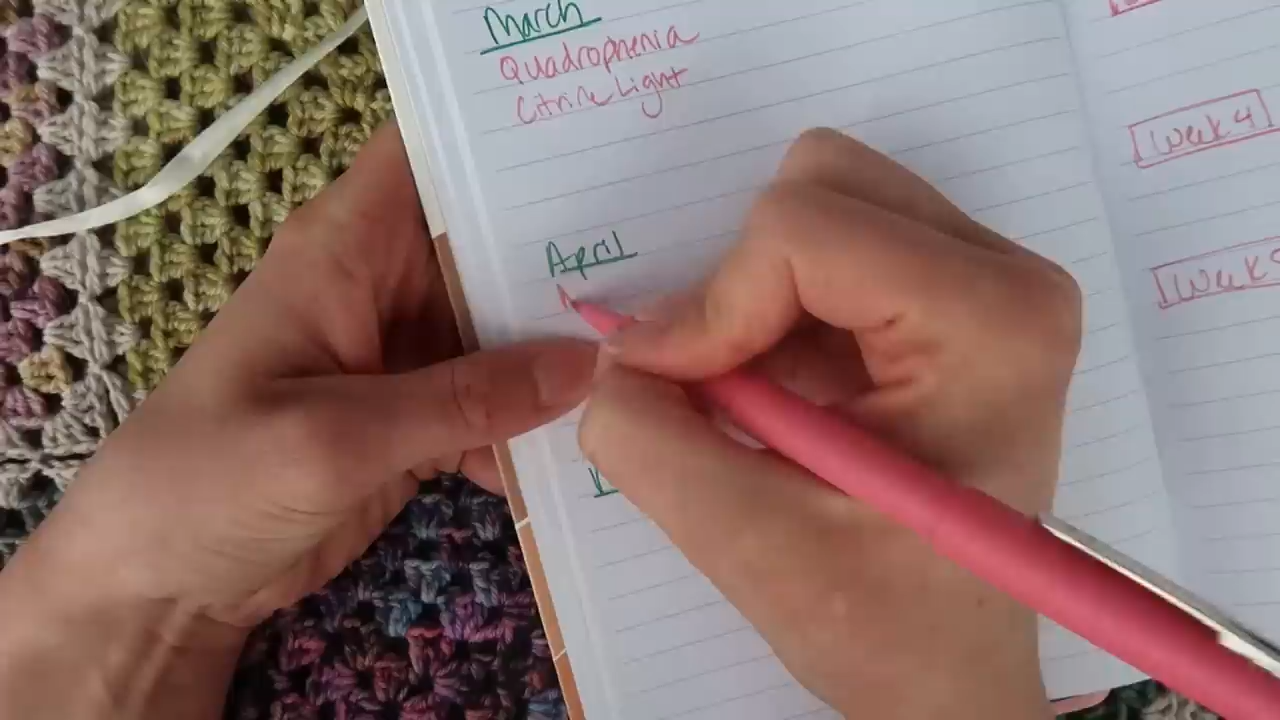 March
Quadrophenia
Citrine Light
April
Week 4
Week